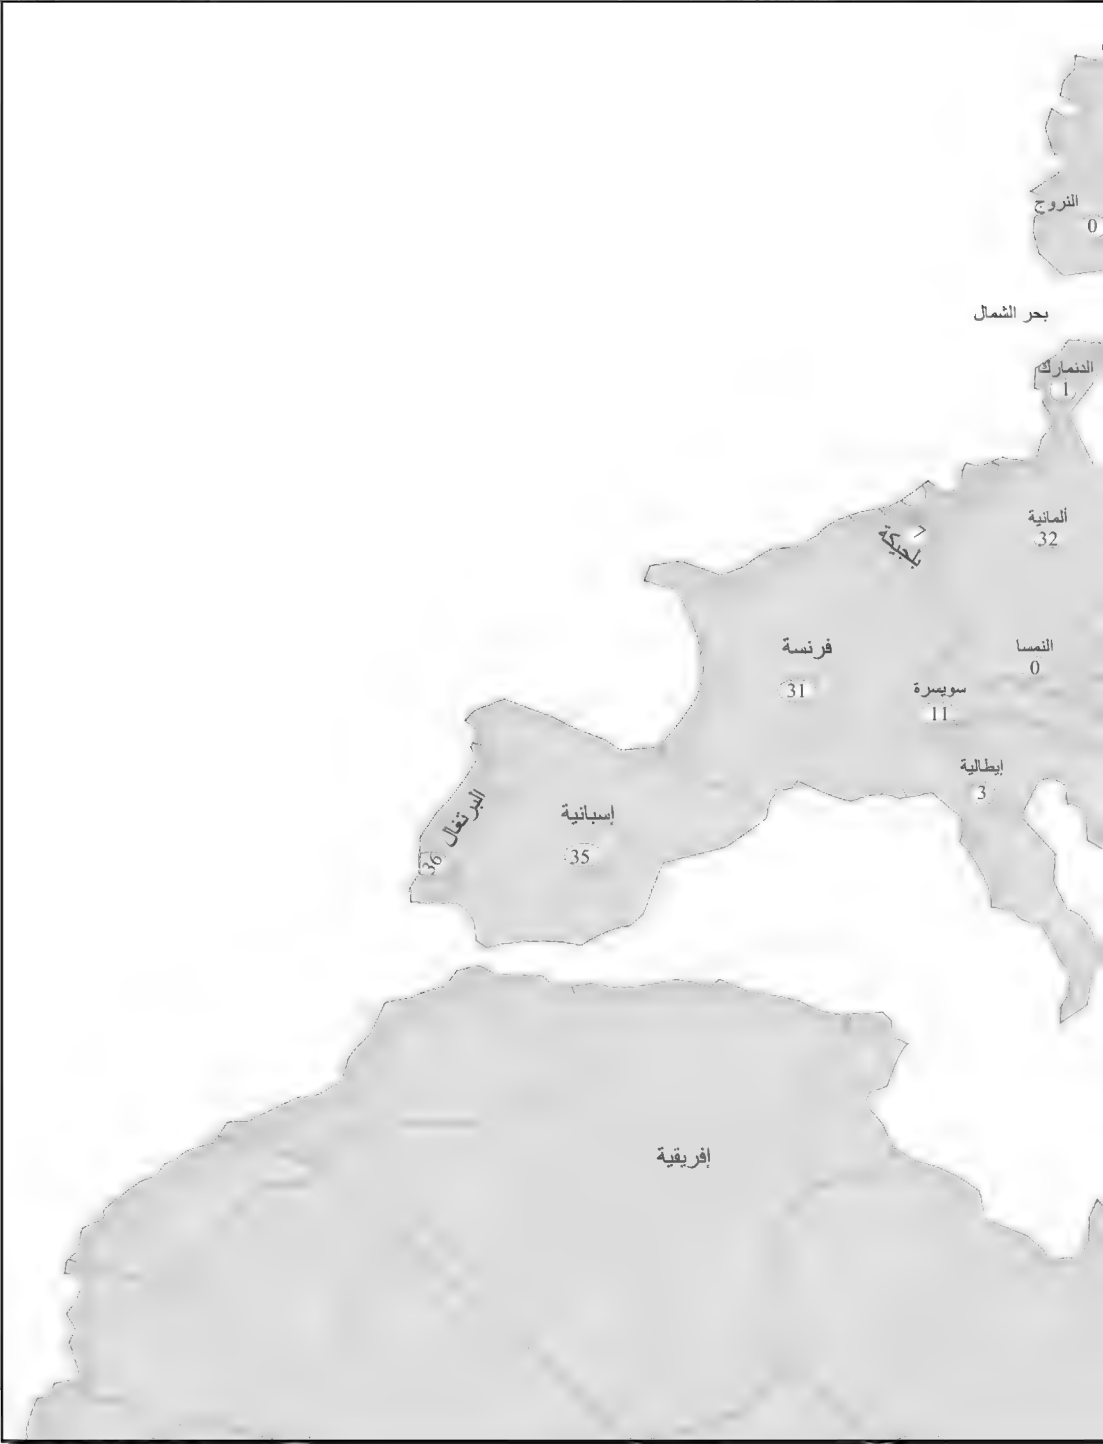 النروج
0
بحر الشمال
الدنمارك
1
ألمانية
32
بلجيكة
7
فرنسة
31
النمسا
0
سويسرة
11
إيطالية
3
البرتغال
36
إسبانية
35
إفريقية